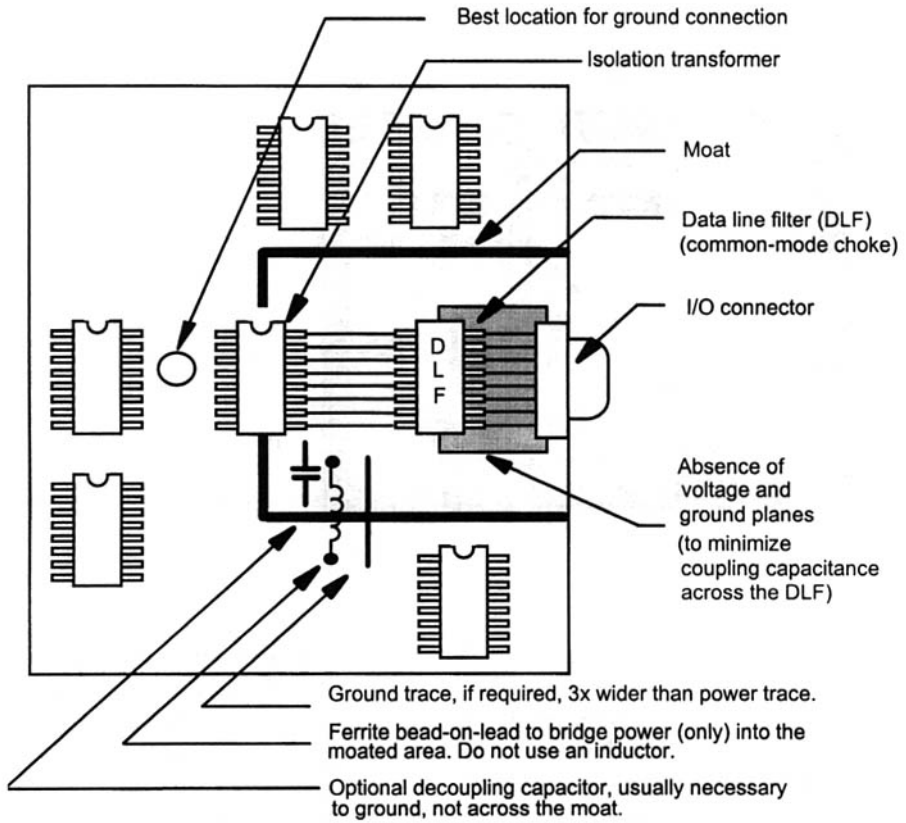 Best location for ground connection
Isolation transformer
Moat
Data line filter (DLF)
(common-mode choke)
I/O connector
D
L
F
Absence of
voltage and
ground planes
(to minimize
coupling capacitance
across the DLF)
Ground trace, if required, 3x wider than power trace.
Ferrite bead-on-lead to bridge power (only) into the
moated area. Do not use an inductor.
Optional decoupling capacitor, usually necessary
to ground, not across the moat.